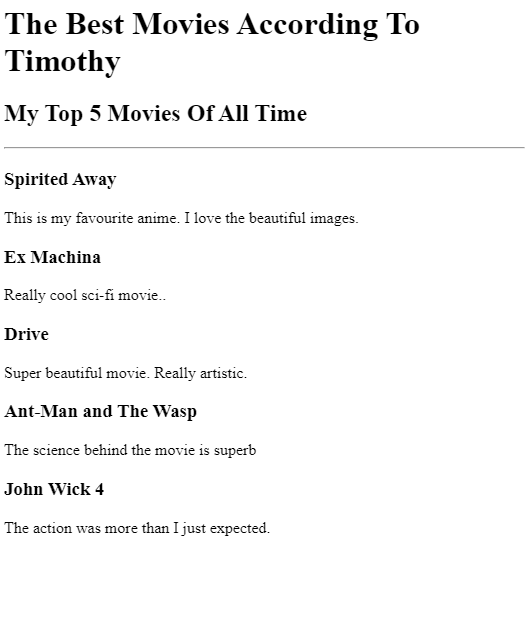 The Best Movies According To
Timothy
My Top 5 Movies Of All Time
Spirited Away
This is my favourite anime. I love the beautiful images.
Ex Machina
Really cool sci-fi movie..
Drive
Super beautiful movie. Really artistic.
Ant-Man and The Wasp
The science behind the movie is superb
John Wick 4
The action was more than I just expected.